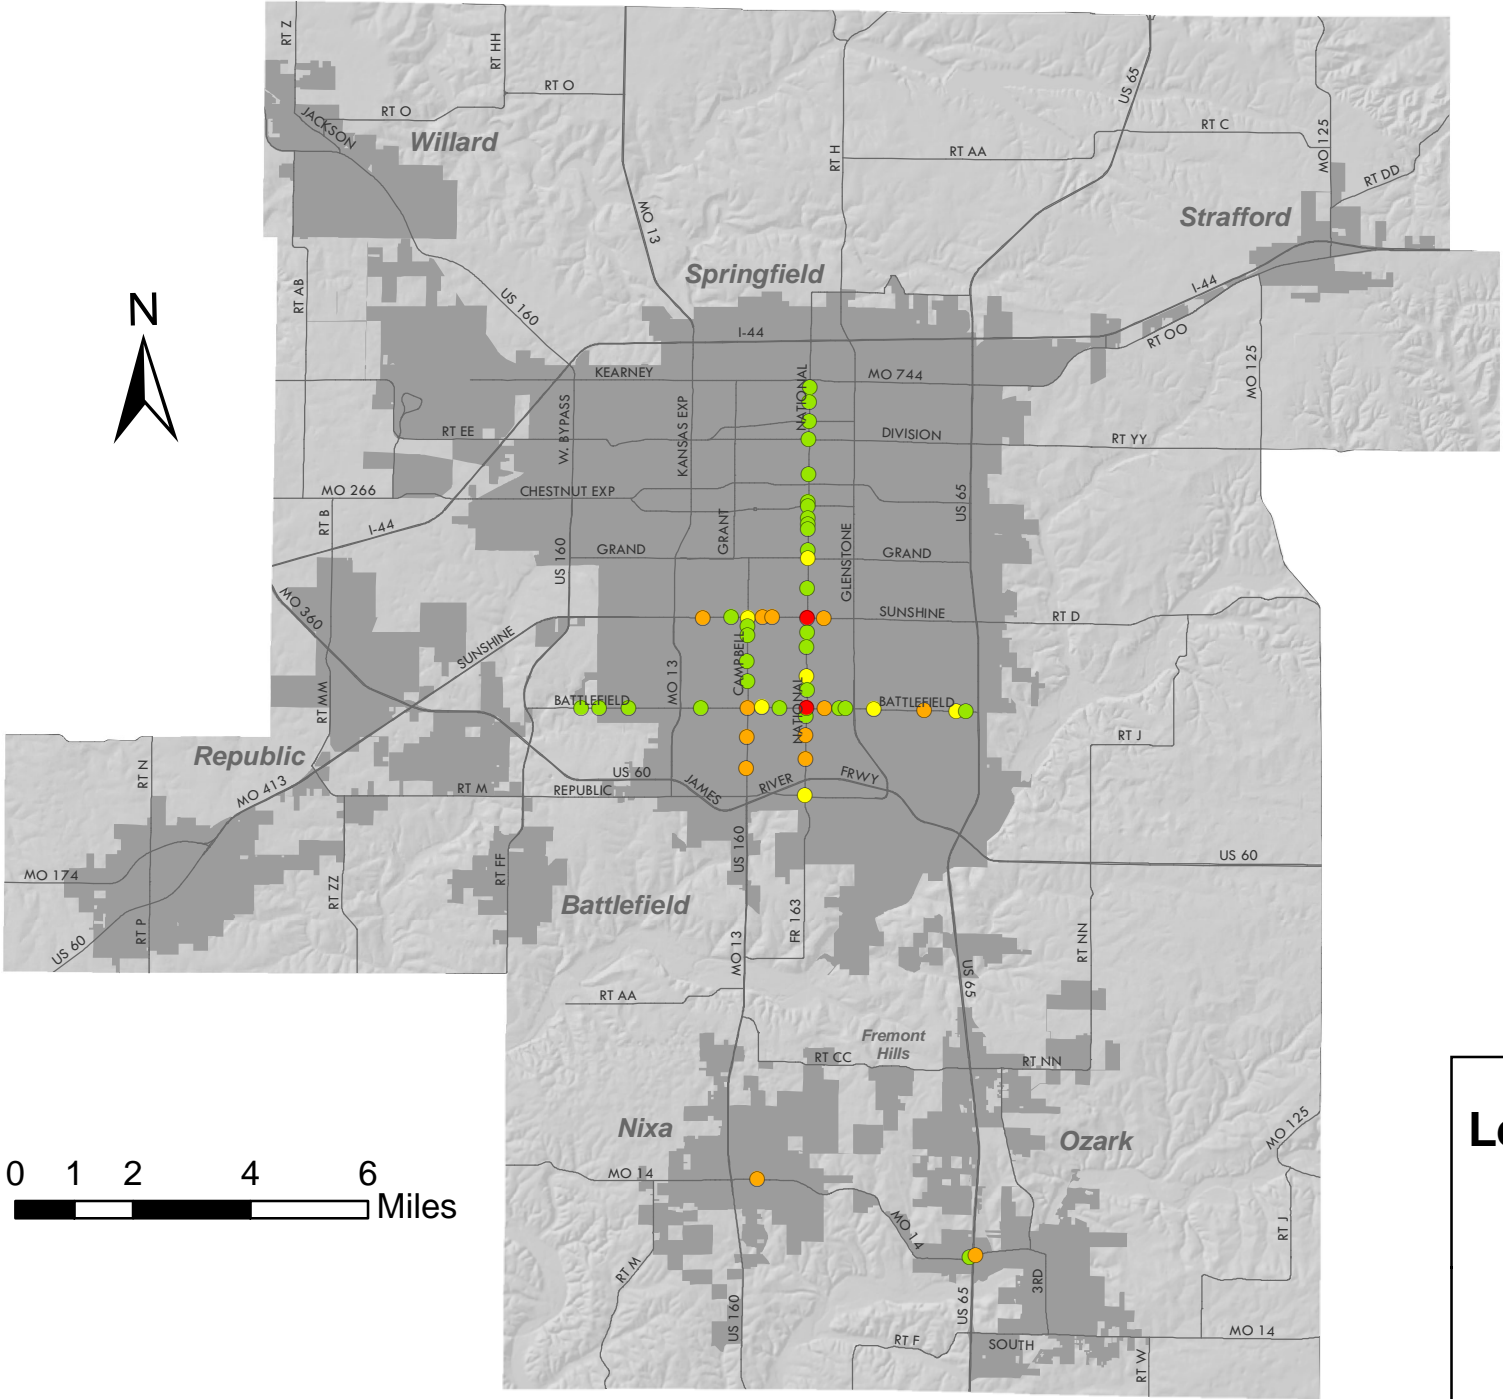 RT Z
RT HH
RT O
RT O
JACKSON
Willard
US 65
RT C
RT AA
RT H
MO 125
RT DD
MO 13
Strafford
Springfield
RT AB
US 160
I-44
I-44
RT OO
N
MO 125
KEARNEY
NATIONAL
MO 744
W. BYPASS
KANSAS EXP
RT EE
DIVISION
RT YY
MO 266
CHESTNUT EXP
US 65
RT B
I-44
GRANT
GLENSTONE
GRAND
GRAND
US 160
MO 360
SUNSHINE
RT D
SUNSHINE
CAMPBELL
MO 13
RT MM
BATTLEFIELD
NATIONAL
BATTLEFIELD
RT J
Republic
RT N
MO 413
US 60
JAMES
RIVER
FRWY
RT M
REPUBLIC
US 160
US 60
MO 174
RT FF
RT ZZ
Battlefield
RT P
FR 163
US 60
MO 13
RT NN
US 65
RT AA
Fremont
Hills
RT CC
RT NN
Nixa
Ozark
MO 125
Le
0 1 2 4 6
Miles
MO 14
MO 14
RT J
RT M
3RD
US 160
US 65
RT F
SOUTH
MO 14
RT W